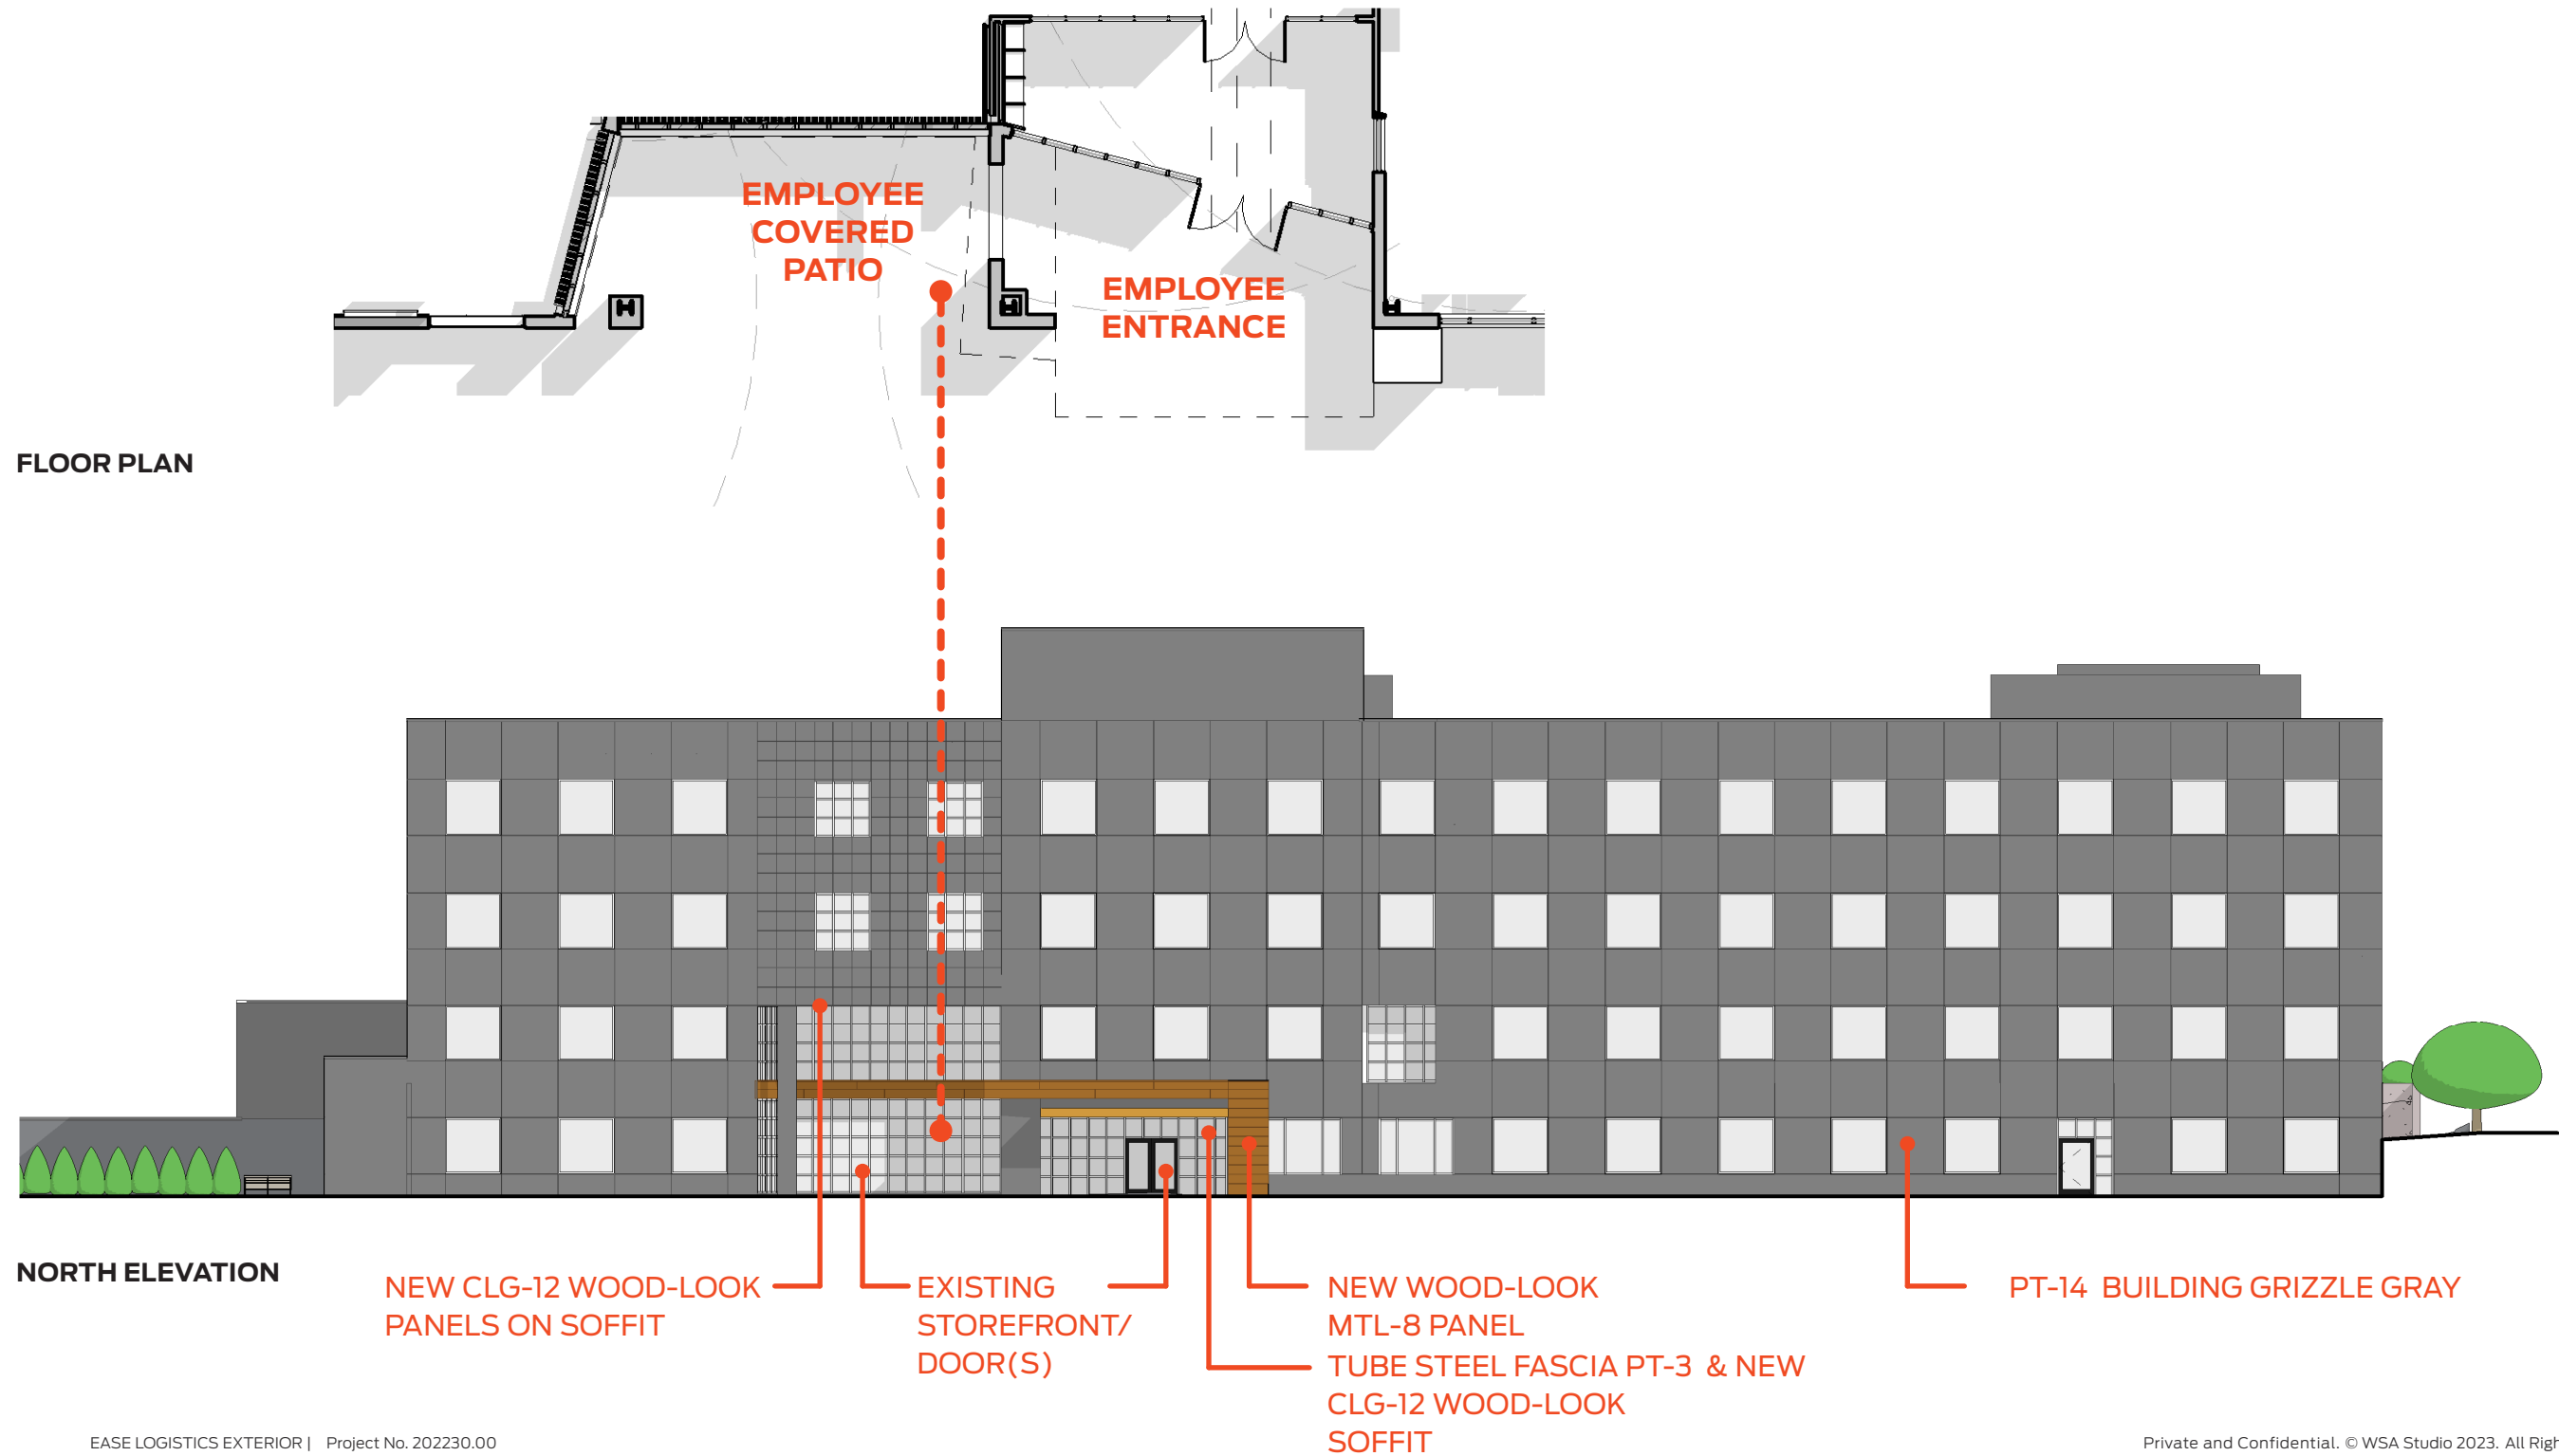 EMPLOYEE
COVERED
PATIO
EMPLOYEE
ENTRANCE
FLOOR PLAN
NORTH ELEVATION
NEW CLG-12 WOOD-LOOK
PANELS ON SOFFIT
EXISTING
STOREFRONT/
DOOR(S)
NEW WOOD-LOOK
MTL-8 PANEL
TUBE STEEL FASCIA PT-3 & NEW
CLG-12 WOOD-LOOK
SOFFIT
PT-14 BUILDING GRIZZLE GRAY
EASE LOGISTICS EXTERIOR | Project No. 202230.00
Private and Confidential. © WSA Studio 2023. All Righ